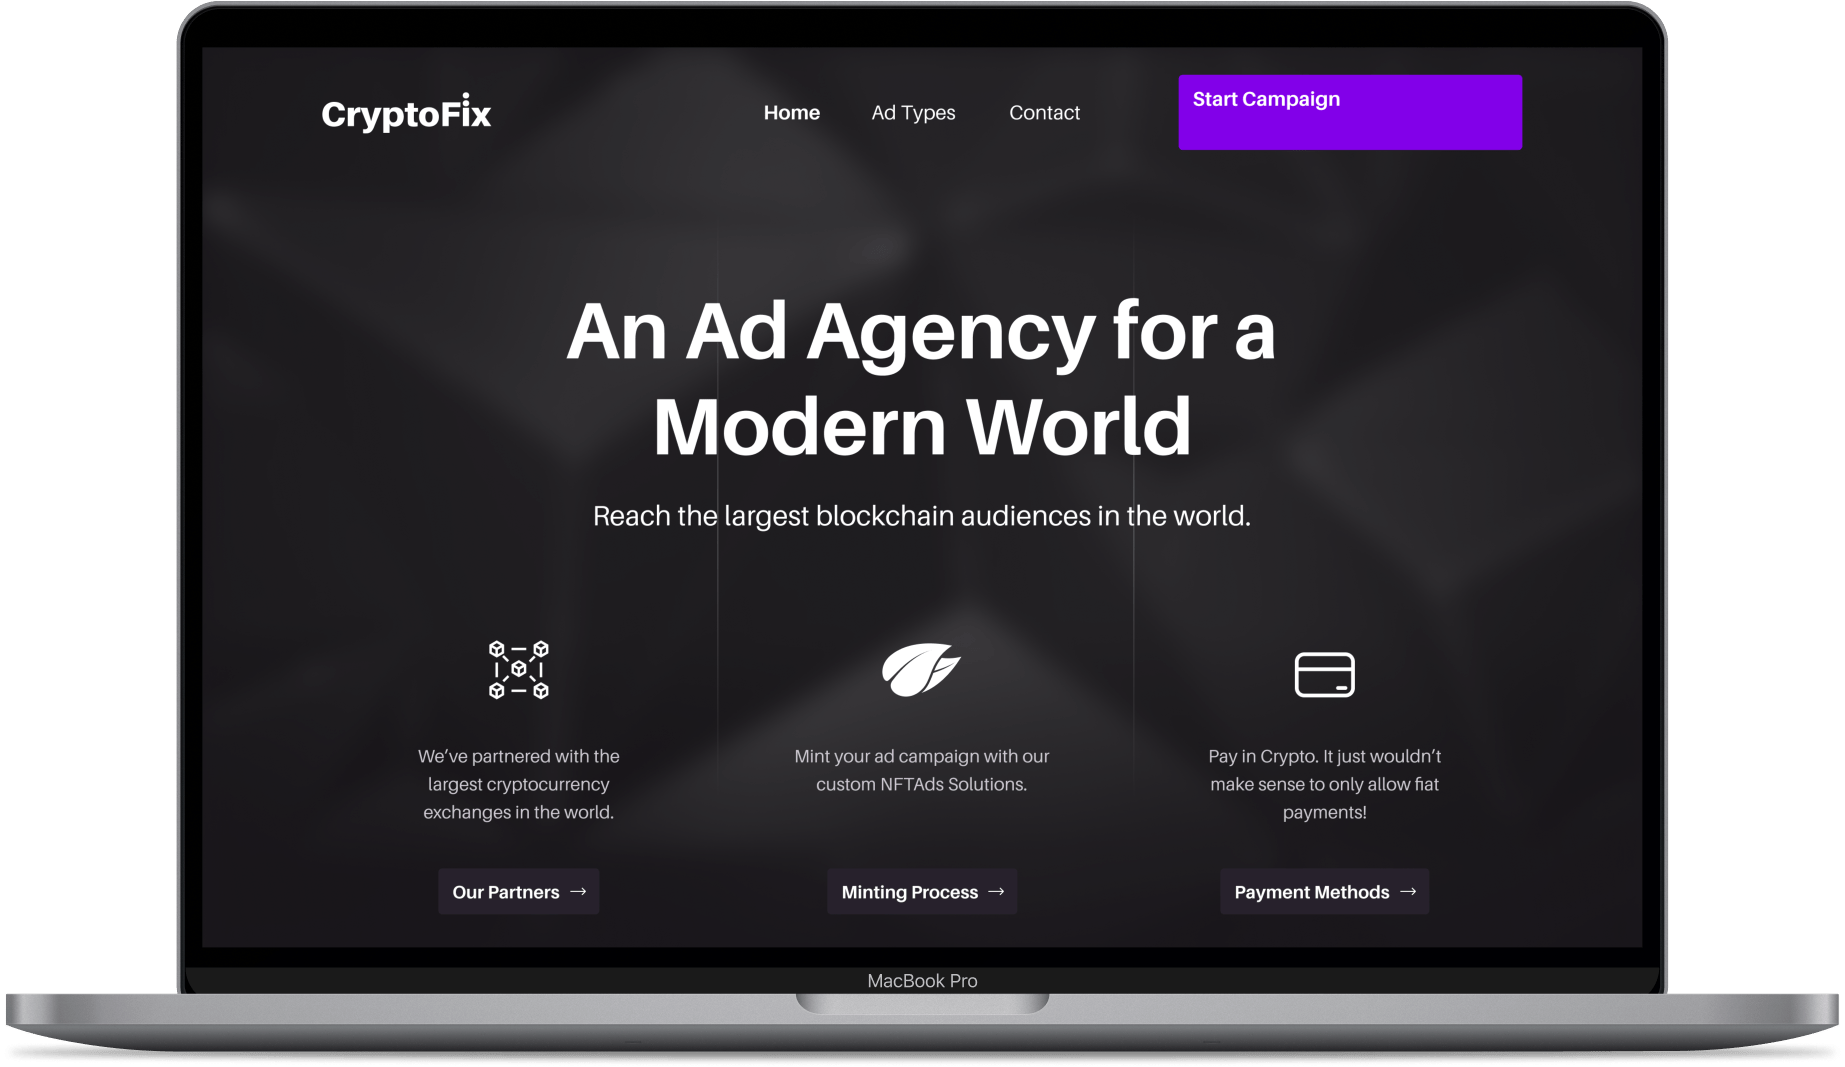 CryptoFix
Home Ad Types Contact Start Campaign
An Ad Agency for a
Modern World
Reach the largest blockchain audiences in the world.
We’ve partnered with the
largest cryptocurrency
exchanges in the world.
Our Partners →
Mint your ad campaign with our
custom NFTAds Solutions.
Minting Process →
Pay in Crypto. It just wouldn’t
make sense to only allow fiat
payments!
Payment Methods →
MacBook Pro